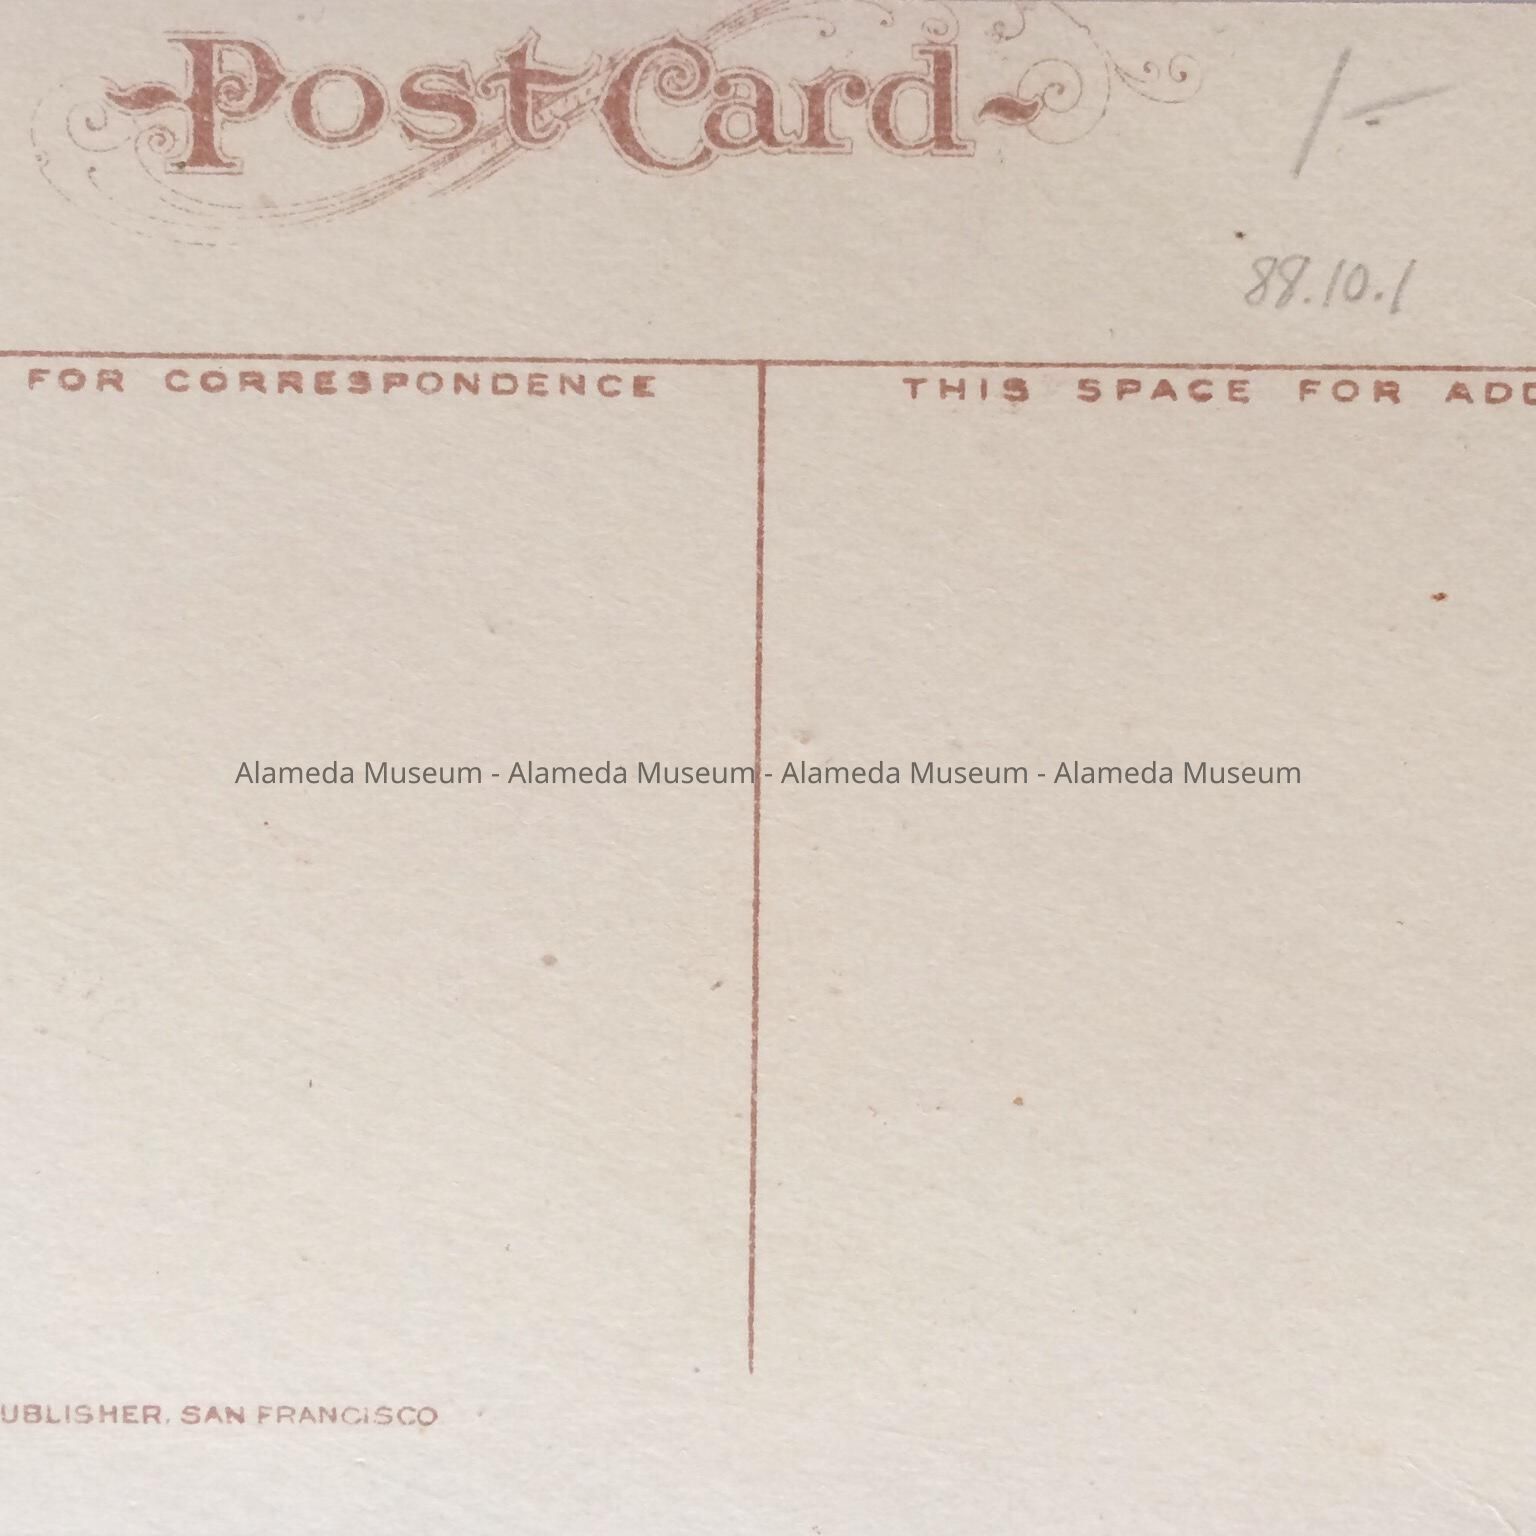 Post Card
/-
88.10.1
FOR CORRESPONDENCE
THIS SPACE FOR ADD
Alameda Museum - Alameda Museum - Alameda Museum - Alameda Museum
UBLISHER, SAN FRANCISCO